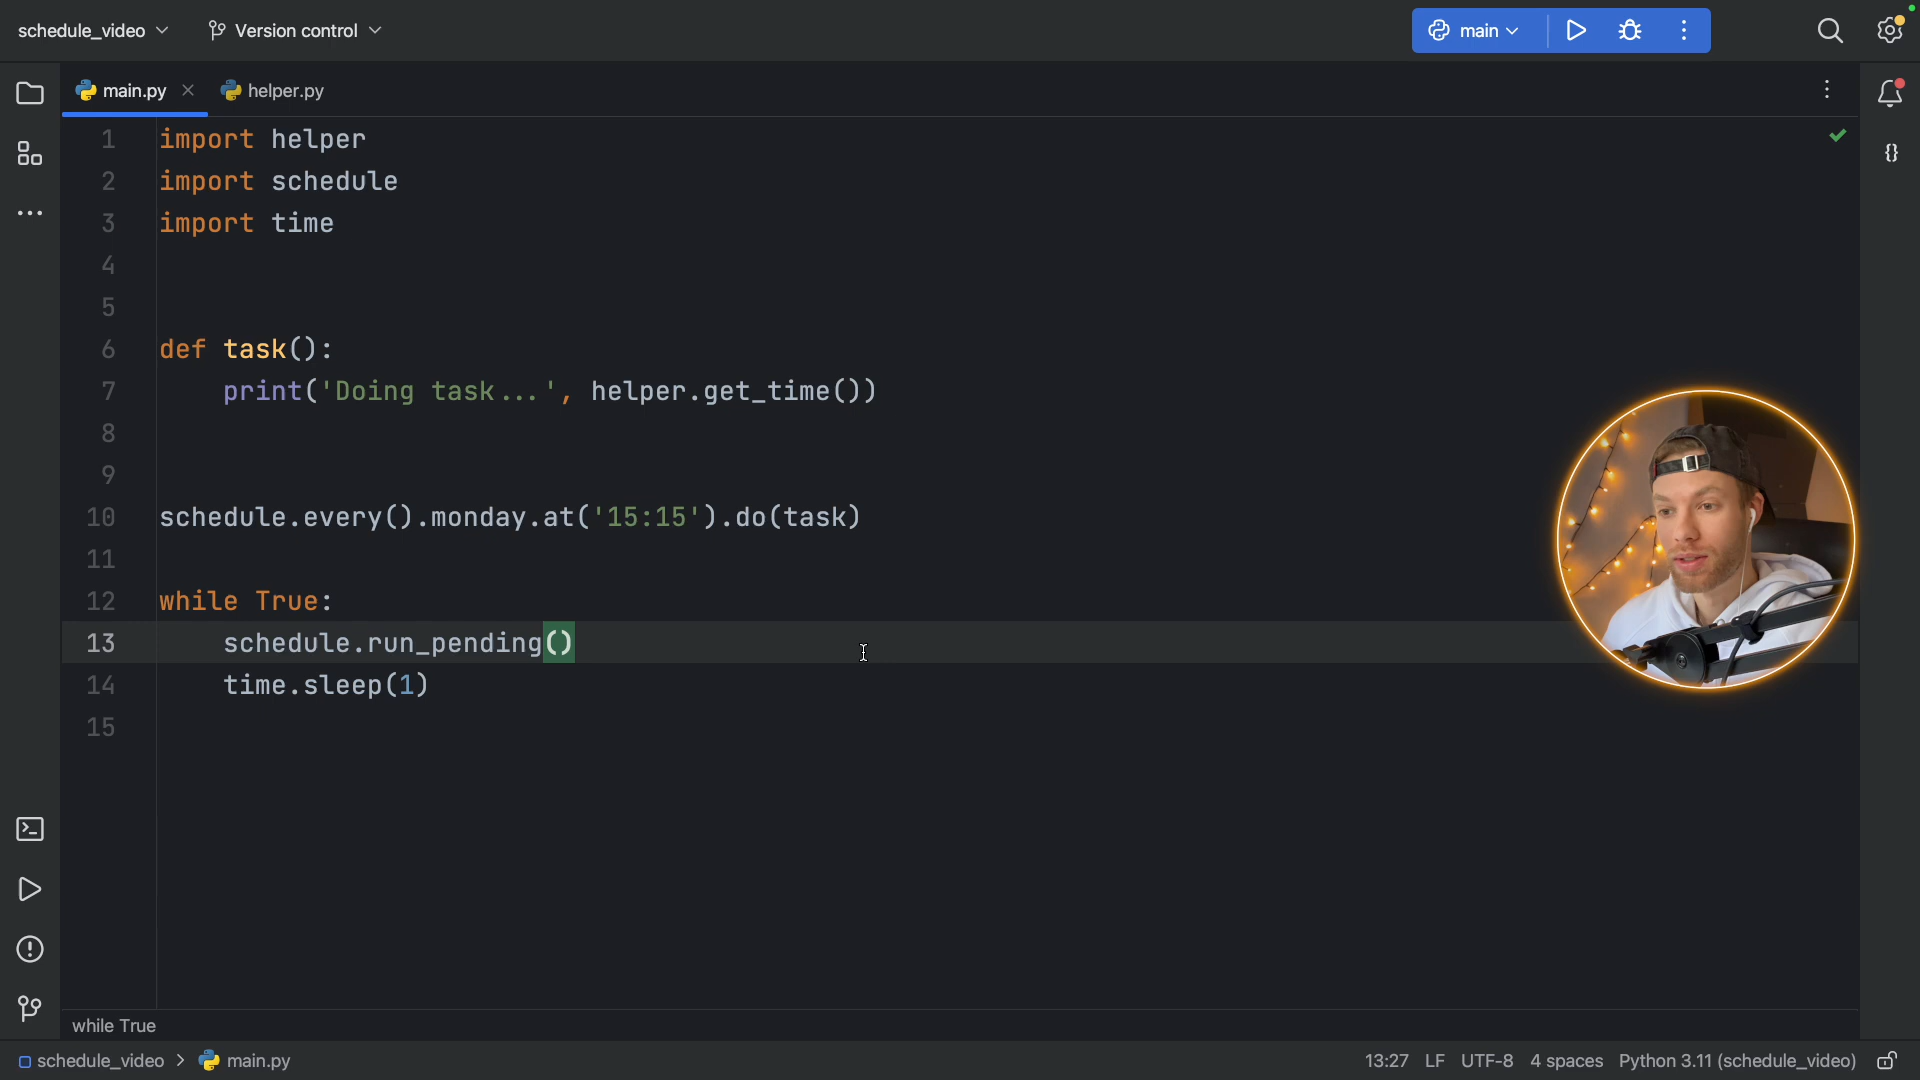 schedule_video
Version control
main
main.py
helper.py
1 import helper
2 import schedule
3 import time
4
5
6 def task():
7 print('Doing task...', helper.get_time())
8
9
10 schedule.every().monday.at('15:15').do(task)
11
12 while True:
13 schedule.run_pending()
14 time.sleep(1)
15
while True
schedule_video > main.py
13:27 LF UTF-8 4 spaces Python 3.11 (schedule_video)